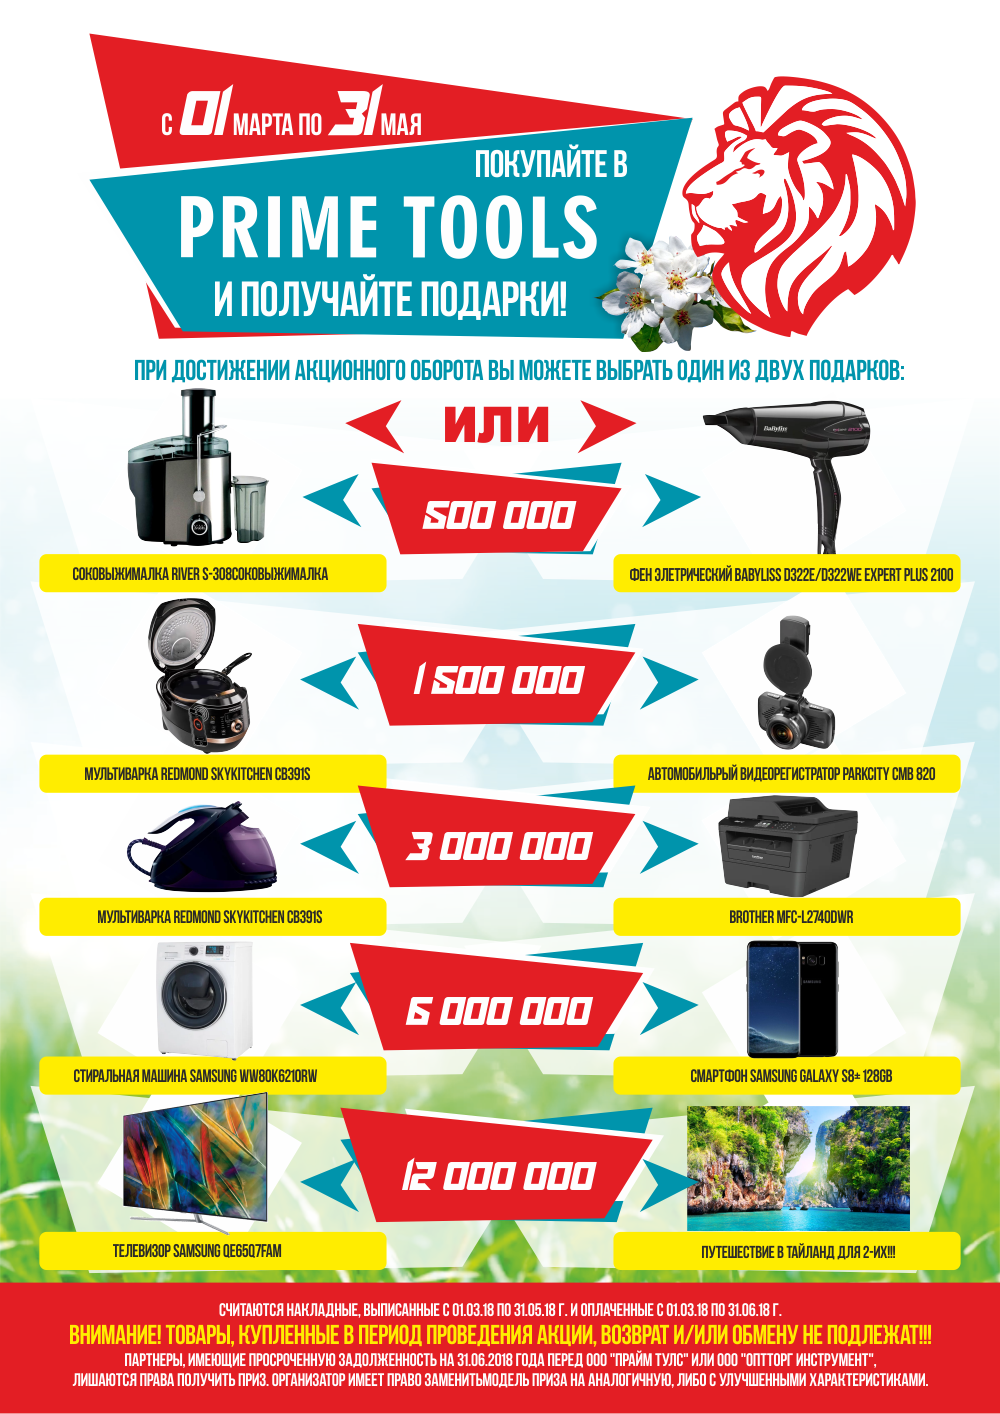 С 01 МАРТА ПО 31 МАЯ
ПОКУПАЙТЕ В
PRIME TOOLS
И ПОЛУЧАЙТЕ ПОДАРКИ!
ПРИ ДОСТИЖЕНИИ АКЦИОННОГО ОБОРОТА ВЫ МОЖЕТЕ ВЫБРАТЬ ОДИН ИЗ ДВУХ ПОДАРКОВ:
ИЛИ
BaByliss
500 000
СОКОВЫЖИМАЛКА RIVER S-308СОКОВЫЖИМАЛКА
ФЕН ЭЛЕТРИЧЕСКИЙ BABYLISS D322E/D322WE EXPERT PLUS 2100
1 500 000
МУЛЬТИВАРКА REDMOND SKYKITCHEN CB391S
АВТОМОБИЛЬРЫЙ ВИДЕОРЕГИСТРАТОР PARKCITY CMB 820
3 000 000
МУЛЬТИВАРКА REDMOND SKYKITCHEN CB391S
BROTHER MFC-L2740DWR
6 000 000
SAMSUNG
СТИРАЛЬНАЯ МАШИНА SAMSUNG WW80K6210RW
СМАРТФОН SAMSUNG GALAXY S8± 128GB
12 000 000
ТЕЛЕВИЗОР SAMSUNG QE65Q7FAM
ПУТЕШЕСТВИЕ В ТАЙЛАНД ДЛЯ 2-ИХ!!!
СЧИТАЮТСЯ НАКЛАДНЫЕ, ВЫПИСАННЫЕ С 01.03.18 ПО 31.05.18 Г. И ОПЛАЧЕННЫЕ С 01.03.18 ПО 31.06.18 Г.
ВНИМАНИЕ! ТОВАРЫ, КУПЛЕННЫЕ В ПЕРИОД ПРОВЕДЕНИЯ АКЦИИ, ВОЗВРАТ И/ИЛИ ОБМЕНУ НЕ ПОДЛЕЖАТ!!!
ПАРТНЕРЫ, ИМЕЮЩИЕ ПРОСРОЧЕННУЮ ЗАДОЛЖЕННОСТЬ НА 31.06.2018 ГОДА ПЕРЕД ООО "ПРАЙМ ТУЛС" ИЛИ ООО "ОПТТОРГ ИНСТРУМЕНТ",
ЛИШАЮТСЯ ПРАВА ПОЛУЧИТЬ ПРИЗ. ОРГАНИЗАТОР ИМЕЕТ ПРАВО ЗАМЕНИТЬМОДЕЛЬ ПРИЗА НА АНАЛОГИЧНУЮ, ЛИБО С УЛУЧШЕННЫМИ ХАРАКТЕРИСТИКАМИ.